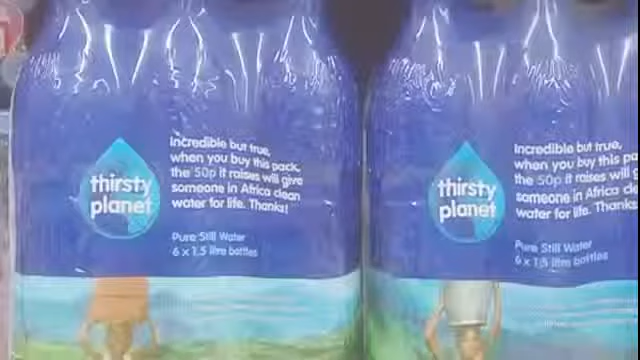 thirsty
planet
Incredible but true,
when you buy this pack,
the 50p it raises will give
someone in Africa clean
water for life. Thanks!
Pure Still Water
6 x 1.5 litre bottles
thirsty
planet
Incredible but true,
when you buy this pa
the 50p it raises will g
someone in Africa cl
water for life. Thanks
Pure Still Water
6 x 1.5 litre bottles